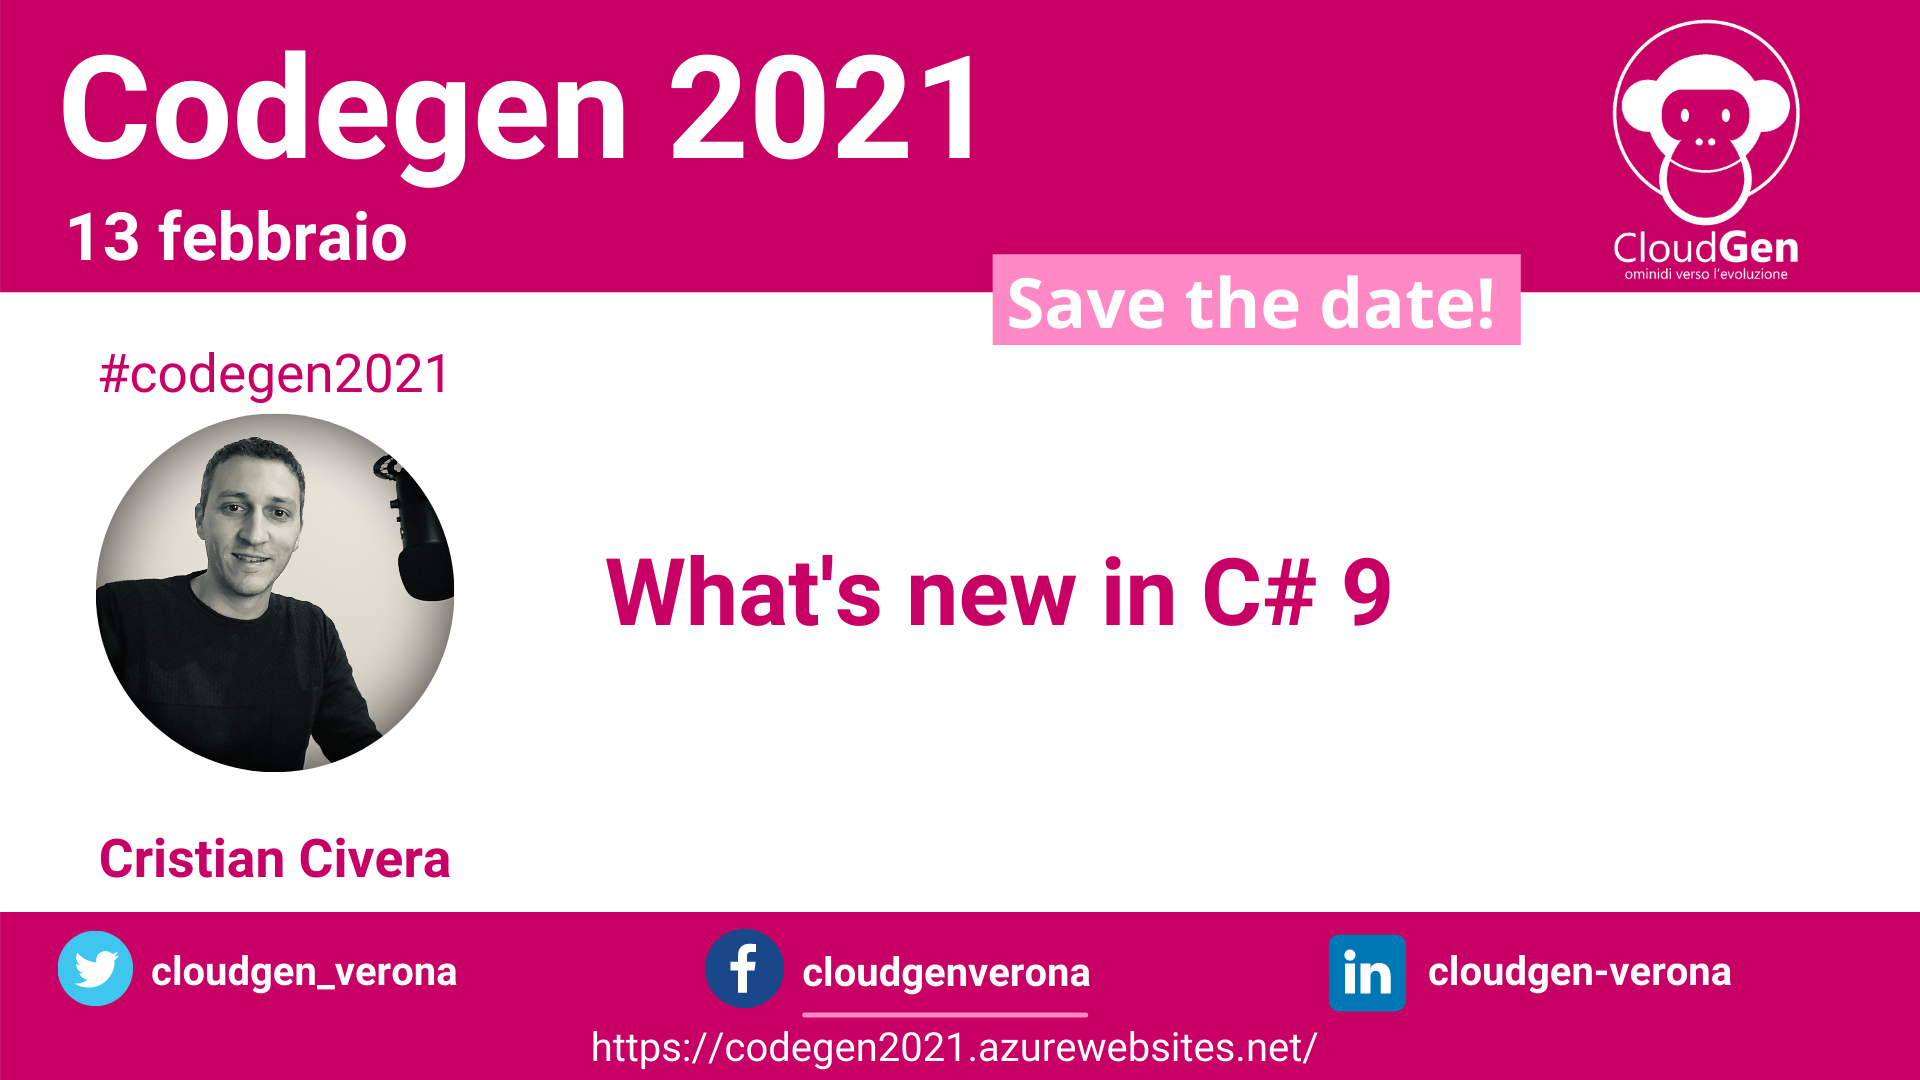 Codegen 2021
13 febbraio
CloudGen
ominidi verso l'evoluzione
Save the date!
#codegen2021
What's new in C# 9
Cristian Civera
cloudgen_verona
cloudgenverona
cloudgen-verona
https://codegen2021.azurewebsites.net/